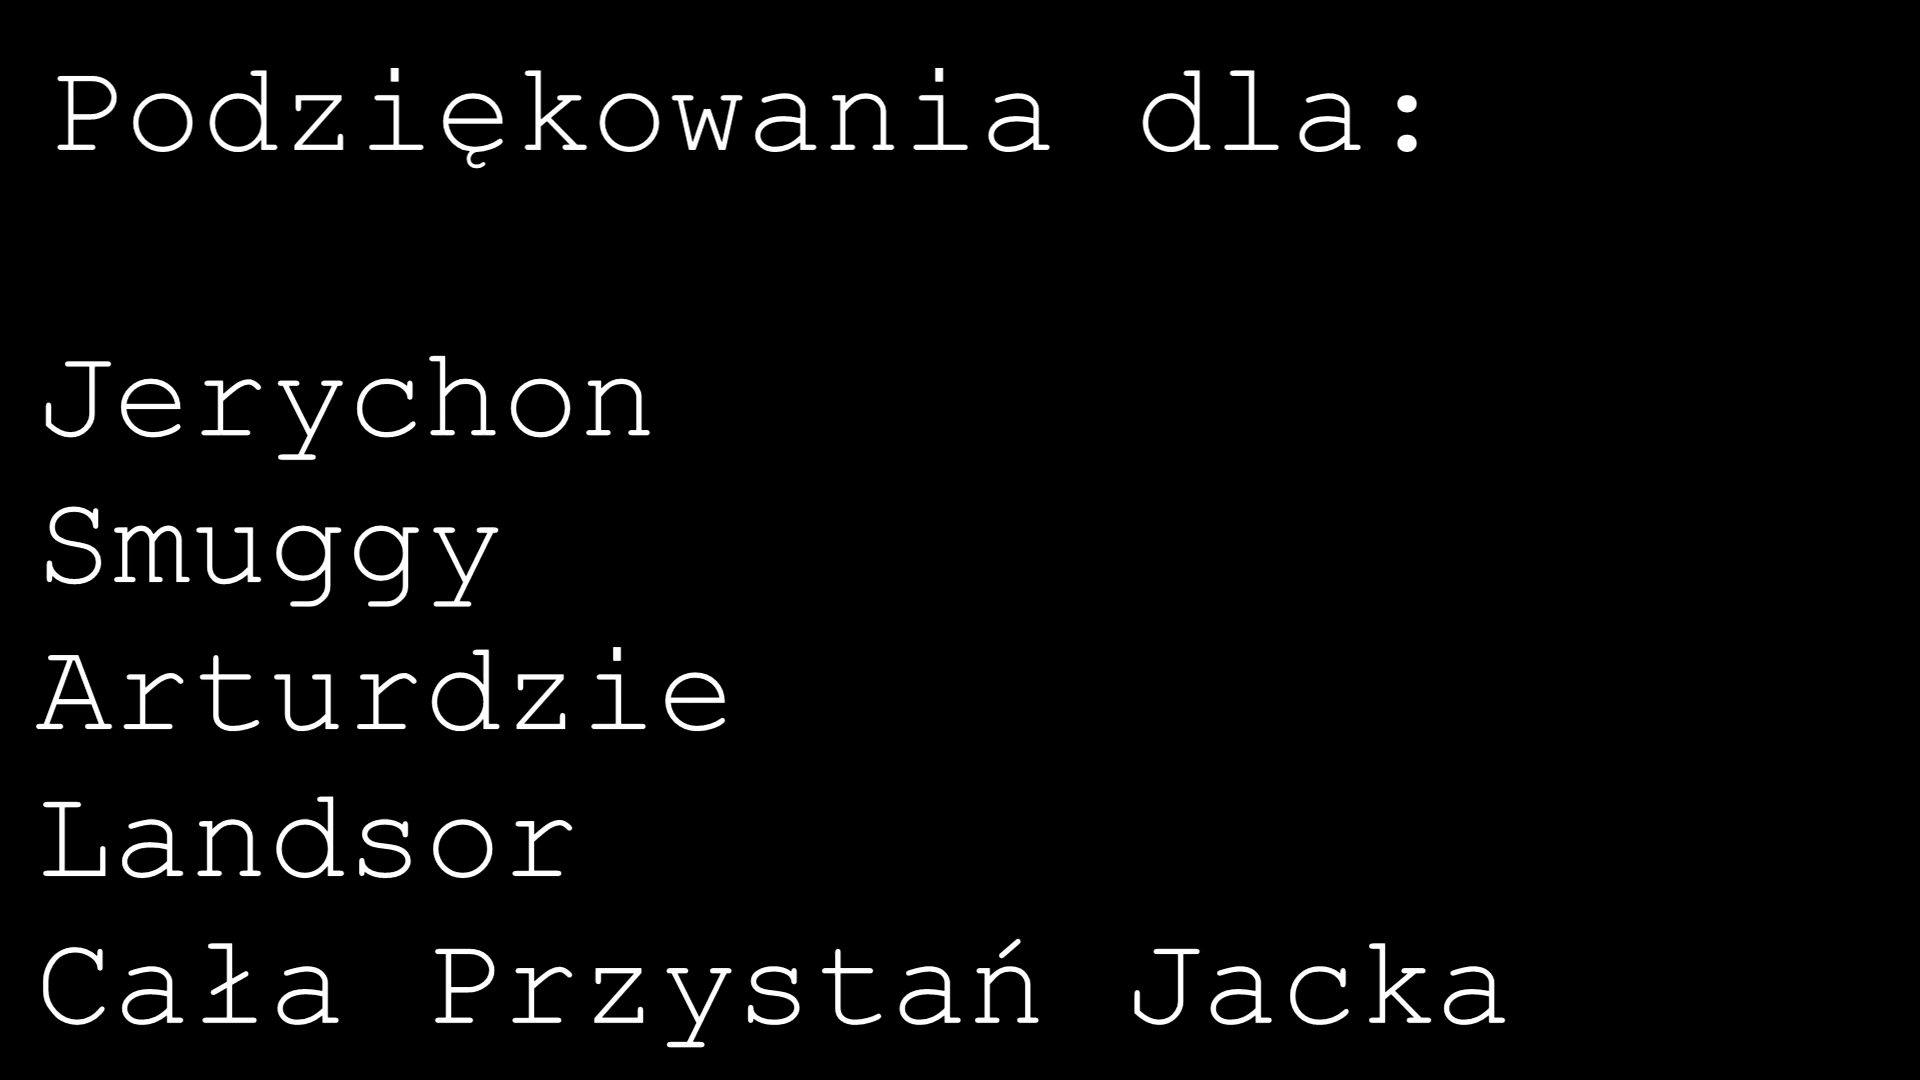 Podziękowania dla:
Jerychon
Smuggy
Arturdzie
Landsor
Cała Przystań Jacka